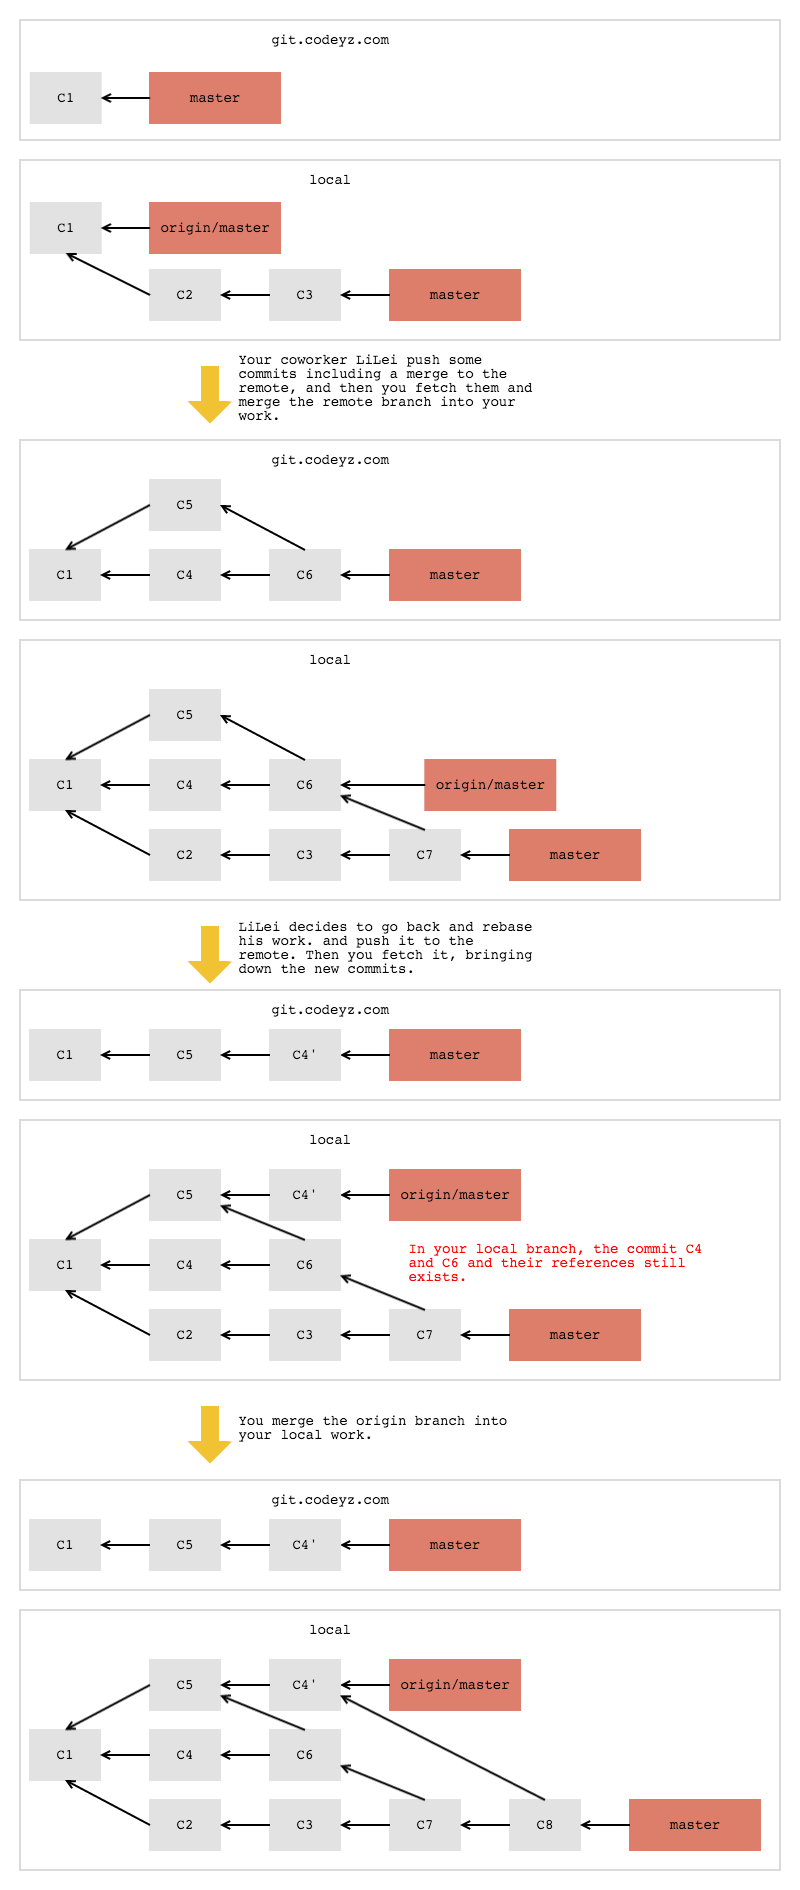 git.codeyz.com
C1 master
local
C1 origin/master
C2 C3 master
Your coworker LiLei push some
commits including a merge to the
remote, and then you fetch them and
merge the remote branch into your
work.
git.codeyz.com
C5
C1 C4 C6 master
local
C5
C1 C4 C6 origin/master
C2 C3 C7 master
LiLei decides to go back and rebase
his work. and push it to the
remote. Then you fetch it, bringing
down the new commits.
git.codeyz.com
C1 C5 C4' master
local
C5 C4' origin/master
In your local branch, the commit C4
and C6 and their references still
exists.
C1 C4 C6
C2 C3 C7 master
You merge the origin branch into
your local work.
git.codeyz.com
C1 C5 C4' master
local
C5 C4' origin/master
C1 C4 C6
C2 C3 C7 C8 master